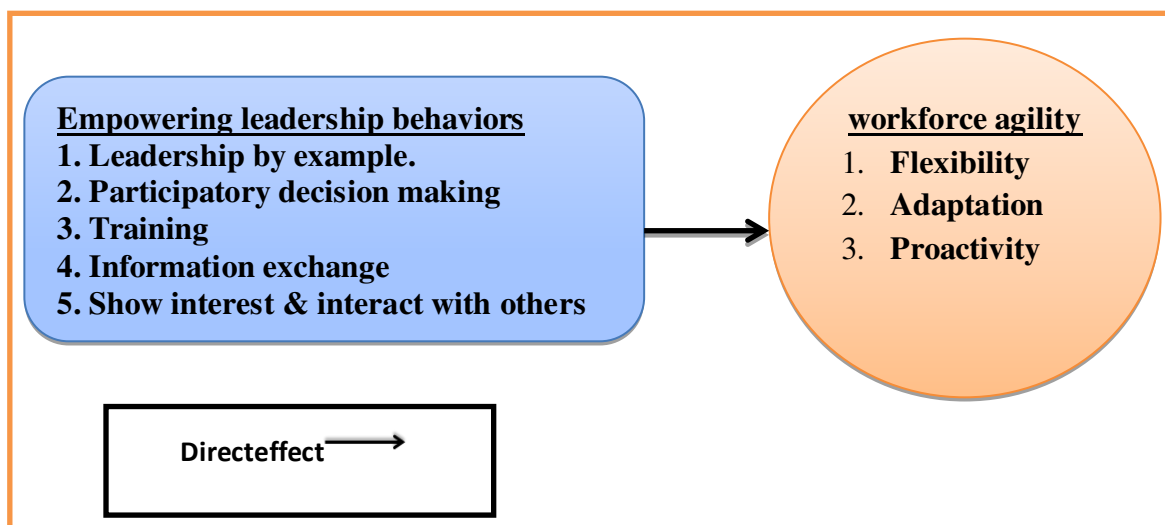 Empowering leadership behaviors
1. Leadership by example.
2. Participatory decision making
3. Training
4. Information exchange
5. Show interest & interact with others
workforce agility
1. Flexibility
2. Adaptation
3. Proactivity
Directeffect